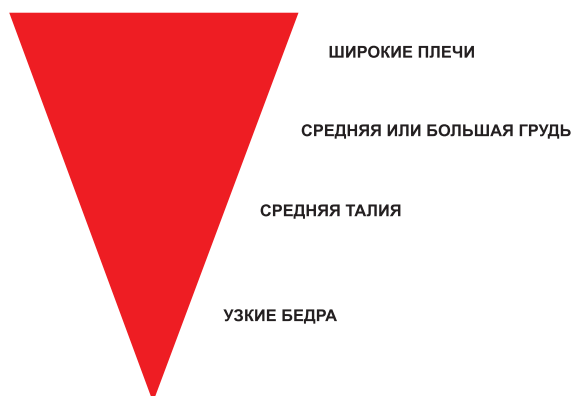 ШИРОКИЕ ПЛЕЧИ
СРЕДНЯЯ ИЛИ БОЛЬШАЯ ГРУДЬ
СРЕДНЯЯ ТАЛИЯ
УЗКИЕ БЕДРА